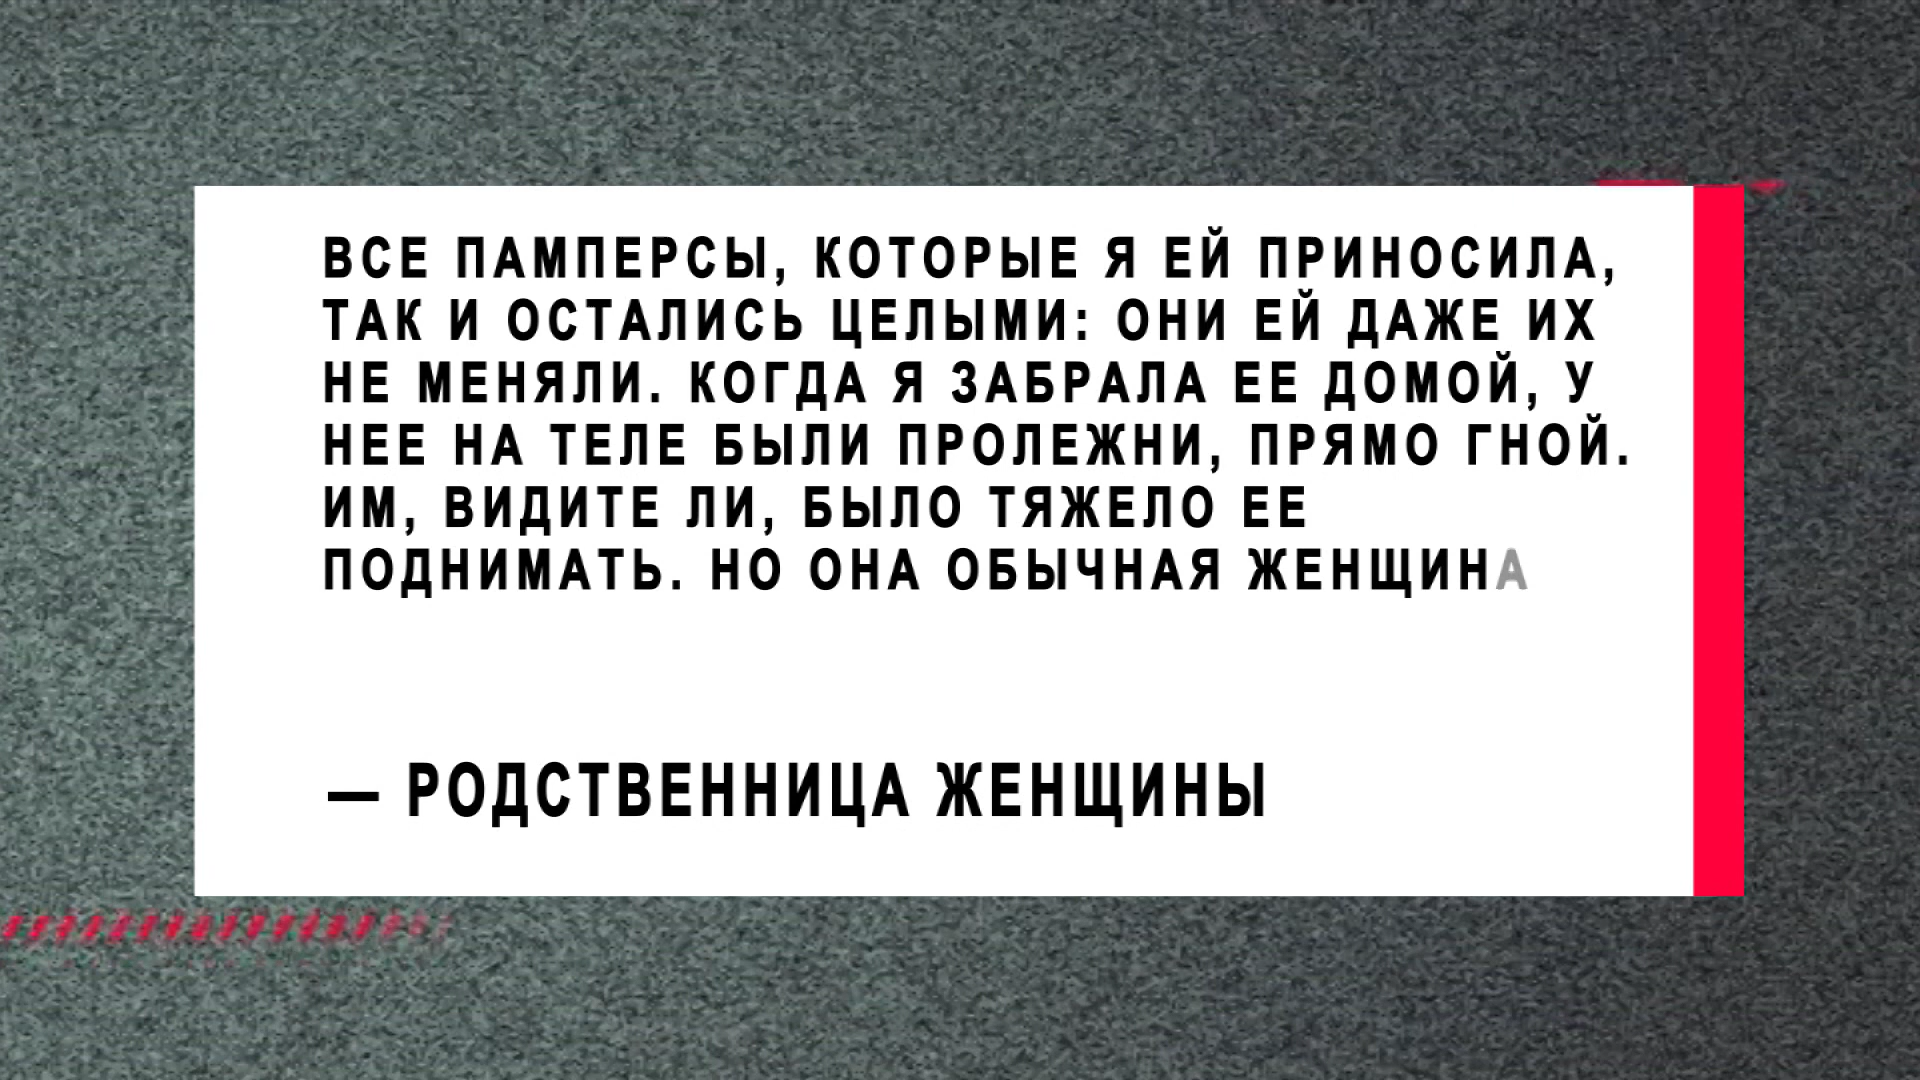 ВСЕ ПАМПЕРСЫ, КОТОРЫЕ Я ЕЙ ПРИНОСИЛА,
ТАК И ОСТАЛИСЬ ЦЕЛЫМИ: ОНИ ЕЙ ДАЖЕ ИХ
НЕ МЕНЯЛИ. КОГДА Я ЗАБРАЛА ЕЕ ДОМОЙ, У
НЕЕ НА ТЕЛЕ БЫЛИ ПРОЛЕЖНИ, ПРЯМО ГНОЙ.
ИМ, ВИДИТЕ ЛИ, БЫЛО ТЯЖЕЛО ЕЕ
ПОДНИМАТЬ. НО ОНА ОБЫЧНАЯ ЖЕНЩИНА
— РОДСТВЕННИЦА ЖЕНЩИНЫ